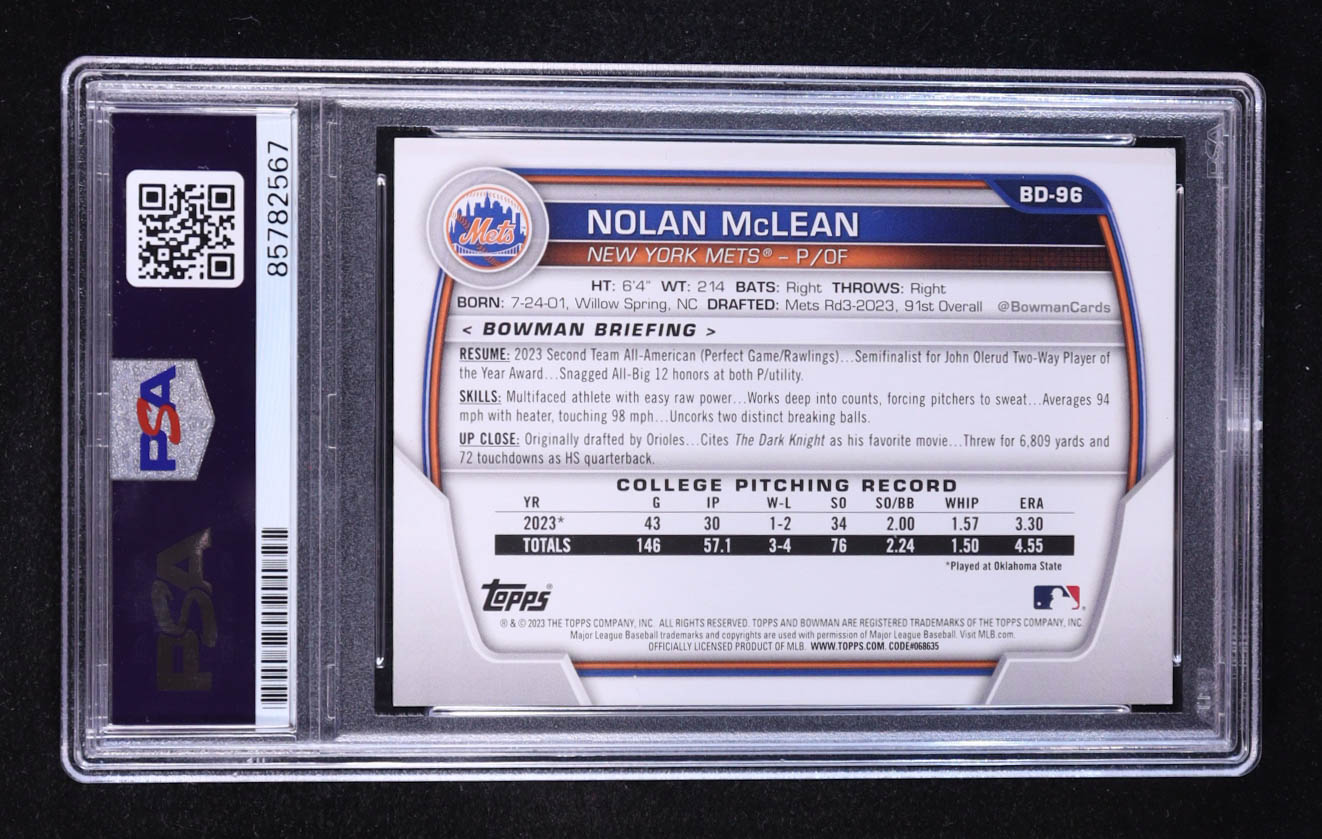 85782567
PSA
PSA
PSA
BD-96
Mets
NOLAN McLEAN
NEW YORK METS® – P/OF
HT: 6'4" WT: 214 BATS: Right THROWS: Right
BORN: 7-24-01, Willow Spring, NC DRAFTED: Mets Rd3-2023, 91st Overall @BowmanCards
< BOWMAN BRIEFING >
RESUME: 2023 Second Team All-American (Perfect Game/Rawlings)...Semifinalist for John Olerud Two-Way Player of
the Year Award...Snagged All-Big 12 honors at both P/utility.
SKILLS: Multifaced athlete with easy raw power...Works deep into counts, forcing pitchers to sweat...Averages 94
mph with heater, touching 98 mph...Uncorks two distinct breaking balls.
UP CLOSE: Originally drafted by Orioles...Cites The Dark Knight as his favorite movie...Threw for 6,809 yards and
72 touchdowns as HS quarterback.
COLLEGE PITCHING RECORD
YR G IP W-L SO SO/BB WHIP ERA
2023* 43 30 1-2 34 2.00 1.57 3.30
TOTALS 146 57.1 3-4 76 2.24 1.50 4.55
*Played at Oklahoma State
Topps®
® & © 2023 THE TOPPS COMPANY, INC. ALL RIGHTS RESERVED. TOPPS AND BOWMAN ARE REGISTERED TRADEMARKS OF THE TOPPS COMPANY, INC.
Major League Baseball trademarks and copyrights are used with permission of Major League Baseball. Visit MLB.com.
OFFICIALLY LICENSED PRODUCT OF MLB. WWW.TOPPS.COM. CODE#068635